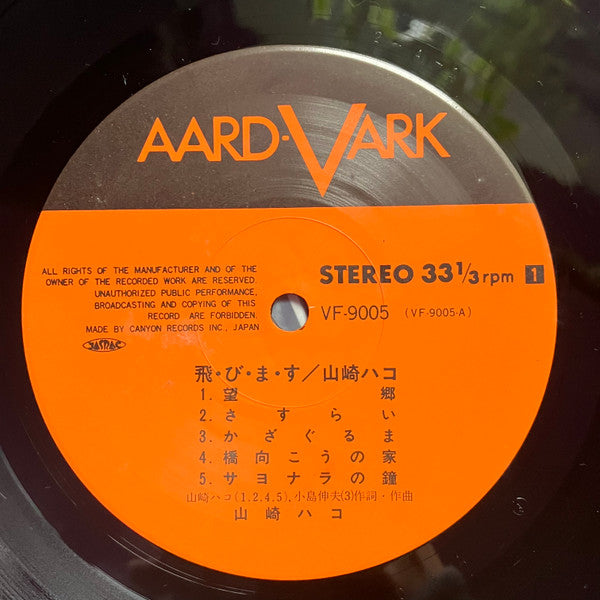 AARD·VARK
ALL RIGHTS OF THE MANUFACTURER AND OF THE
OWNER OF THE RECORDED WORK ARE RESERVED.
UNAUTHORIZED PUBLIC PERFORMANCE,
BROADCASTING AND COPYING OF THIS
RECORD ARE FORBIDDEN.
MADE BY CANYON RECORDS INC., JAPAN
JASRAC
STEREO 33 1/3 rpm 1
VF-9005 (VF-9005-A)
飛・び・ま・す/山崎ハコ
1. 望郷
2. さすらい
3. かざぐるま
4. 橋向こうの家
5. サヨナラの鐘
山崎ハコ(1.2.4.5), 小島伸夫(3)作詞・作曲
山崎ハコ